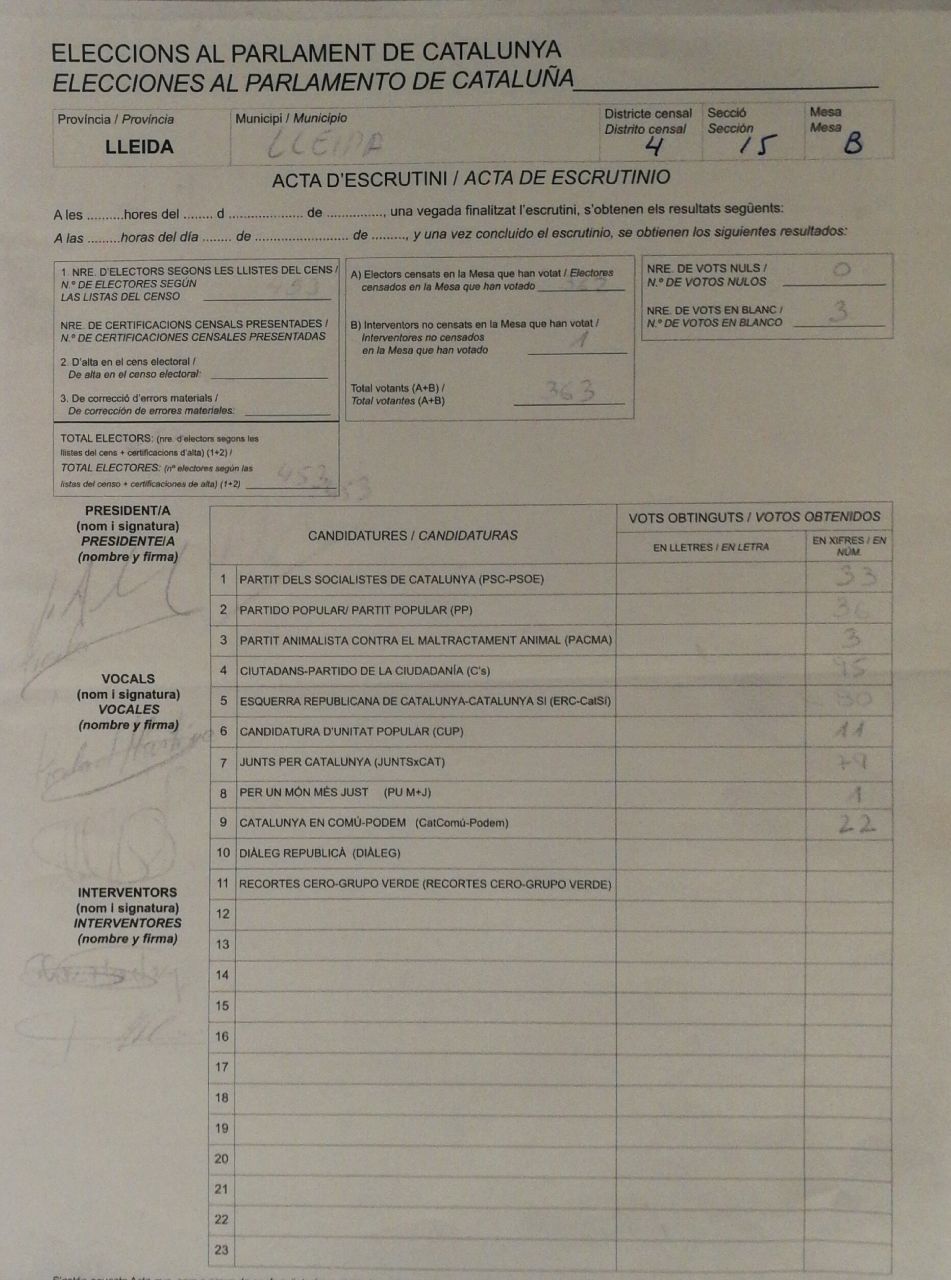 ELECCIONS AL PARLAMENT DE CATALUNYA
ELECCIONES AL PARLAMENTO DE CATALUÑA
Província / Provincia
LLEIDA
Municipi / Municipio
LLEIDA
Districte censal
Distrito censal
4
Secció
Sección
15
Mesa
Mesa
B
ACTA D'ESCRUTINI / ACTA DE ESCRUTINIO
A les .........hores del ........ d ..................... de ..............., una vegada finalitzat l'escrutini, s'obtenen els resultats següents:
A las .........horas del día ........ de .......................... de ........., y una vez concluido el escrutinio, se obtienen los siguientes resultados:
1. NRE. D'ELECTORS SEGONS LES LLISTES DEL CENS /
N.º DE ELECTORES SEGÚN
LAS LISTAS DEL CENSO 453
NRE. DE CERTIFICACIONS CENSALS PRESENTADES /
N.º DE CERTIFICACIONES CENSALES PRESENTADAS
2. D'alta en el cens electoral /
De alta en el censo electoral:
3. De correcció d'errors materials /
De corrección de errores materiales:
TOTAL ELECTORS: (nre. d'electors segons les
llistes del cens + certificacions d'alta) (1+2) /
TOTAL ELECTORES: (nº electores según las
listas del censo + certificaciones de alta) (1+2) 453
A) Electors censats en la Mesa que han votat / Electores
censados en la Mesa que han votado 362
B) Interventors no censats en la Mesa que han votat /
Interventores no censados
en la Mesa que han votado 1
Total votants (A+B) /
Total votantes (A+B) 363
NRE. DE VOTS NULS /
N.º DE VOTOS NULOS 0
NRE. DE VOTS EN BLANC /
N.º DE VOTOS EN BLANCO 3
PRESIDENT/A
(nom i signatura)
PRESIDENTE/A
(nombre y firma)
VOCALS
(nom i signatura)
VOCALES
(nombre y firma)
INTERVENTORS
(nom i signatura)
INTERVENTORES
(nombre y firma)
CANDIDATURES / CANDIDATURAS
VOTS OBTINGUTS / VOTOS OBTENIDOS
EN LLETRES / EN LETRA
EN XIFRES / EN
NÚM.
1 PARTIT DELS SOCIALISTES DE CATALUNYA (PSC-PSOE) 33
2 PARTIDO POPULAR/ PARTIT POPULAR (PP)
3 PARTIT ANIMALISTA CONTRA EL MALTRACTAMENT ANIMAL (PACMA) 3
4 CIUTADANS-PARTIDO DE LA CIUDADANÍA (C's) 95
5 ESQUERRA REPUBLICANA DE CATALUNYA-CATALUNYA SI (ERC-CatSí)
6 CANDIDATURA D'UNITAT POPULAR (CUP) 11
7 JUNTS PER CATALUNYA (JUNTSxCAT) 79
8 PER UN MÓN MÉS JUST (PU M+J) 1
9 CATALUNYA EN COMÚ-PODEM (CatComú-Podem) 22
10 DIÀLEG REPUBLICÀ (DIÀLEG)
11 RECORTES CERO-GRUPO VERDE (RECORTES CERO-GRUPO VERDE)
12
13
14
15
16
17
18
19
20
21
22
23